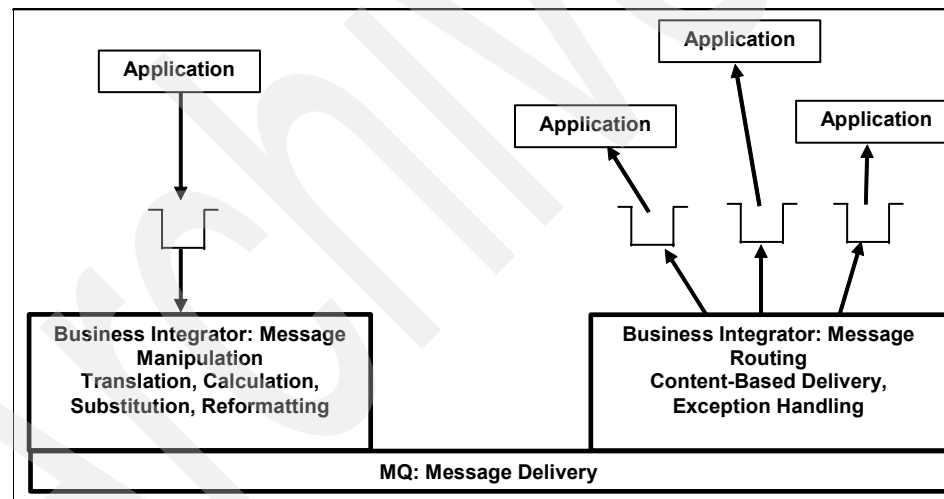 Application
Application
Application
Application
Business Integrator: Message
Manipulation
Translation, Calculation,
Substitution, Reformatting
Business Integrator: Message
Routing
Content-Based Delivery,
Exception Handling
MQ: Message Delivery